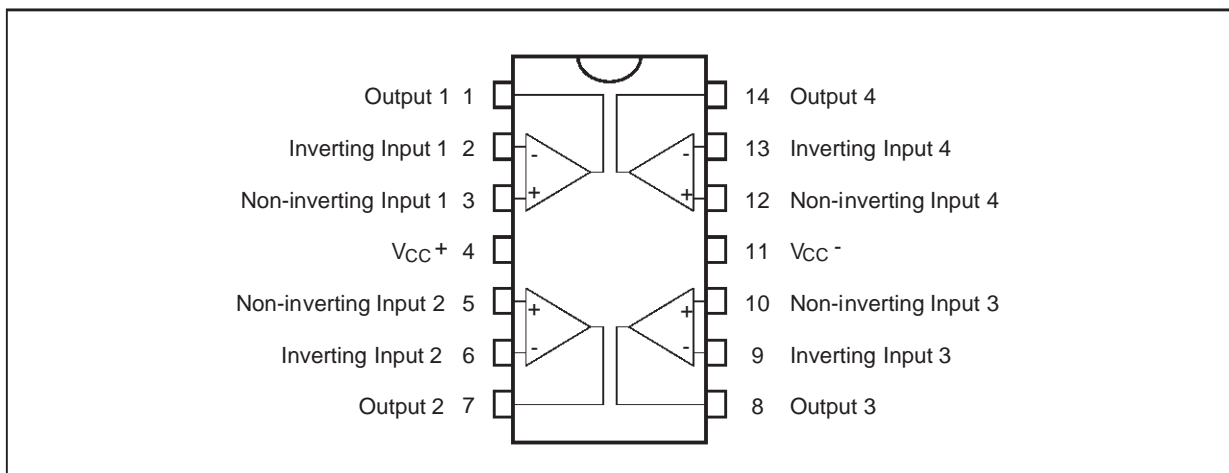 Output 1 1 14 Output 4
Inverting Input 1 2 - - 13 Inverting Input 4
Non-inverting Input 1 3 + + 12 Non-inverting Input 4
VCC + 4 11 VCC -
Non-inverting Input 2 5 + + 10 Non-inverting Input 3
Inverting Input 2 6 - - 9 Inverting Input 3
Output 2 7 8 Output 3